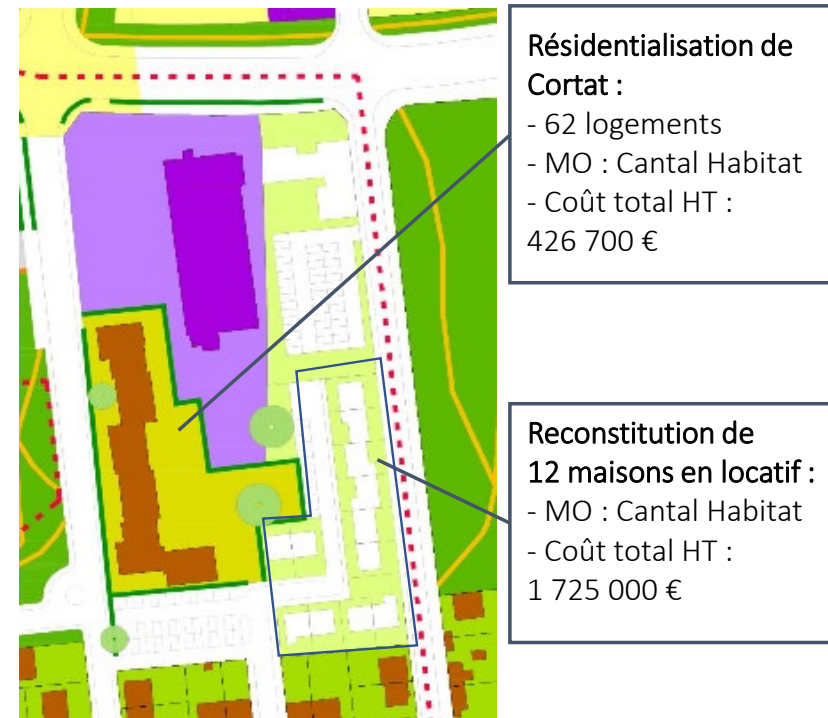 Résidentialisation de
Cortat :
- 62 logements
- MO : Cantal Habitat
- Coût total HT :
426 700 €
Reconstitution de
12 maisons en locatif :
- MO : Cantal Habitat
- Coût total HT :
1 725 000 €